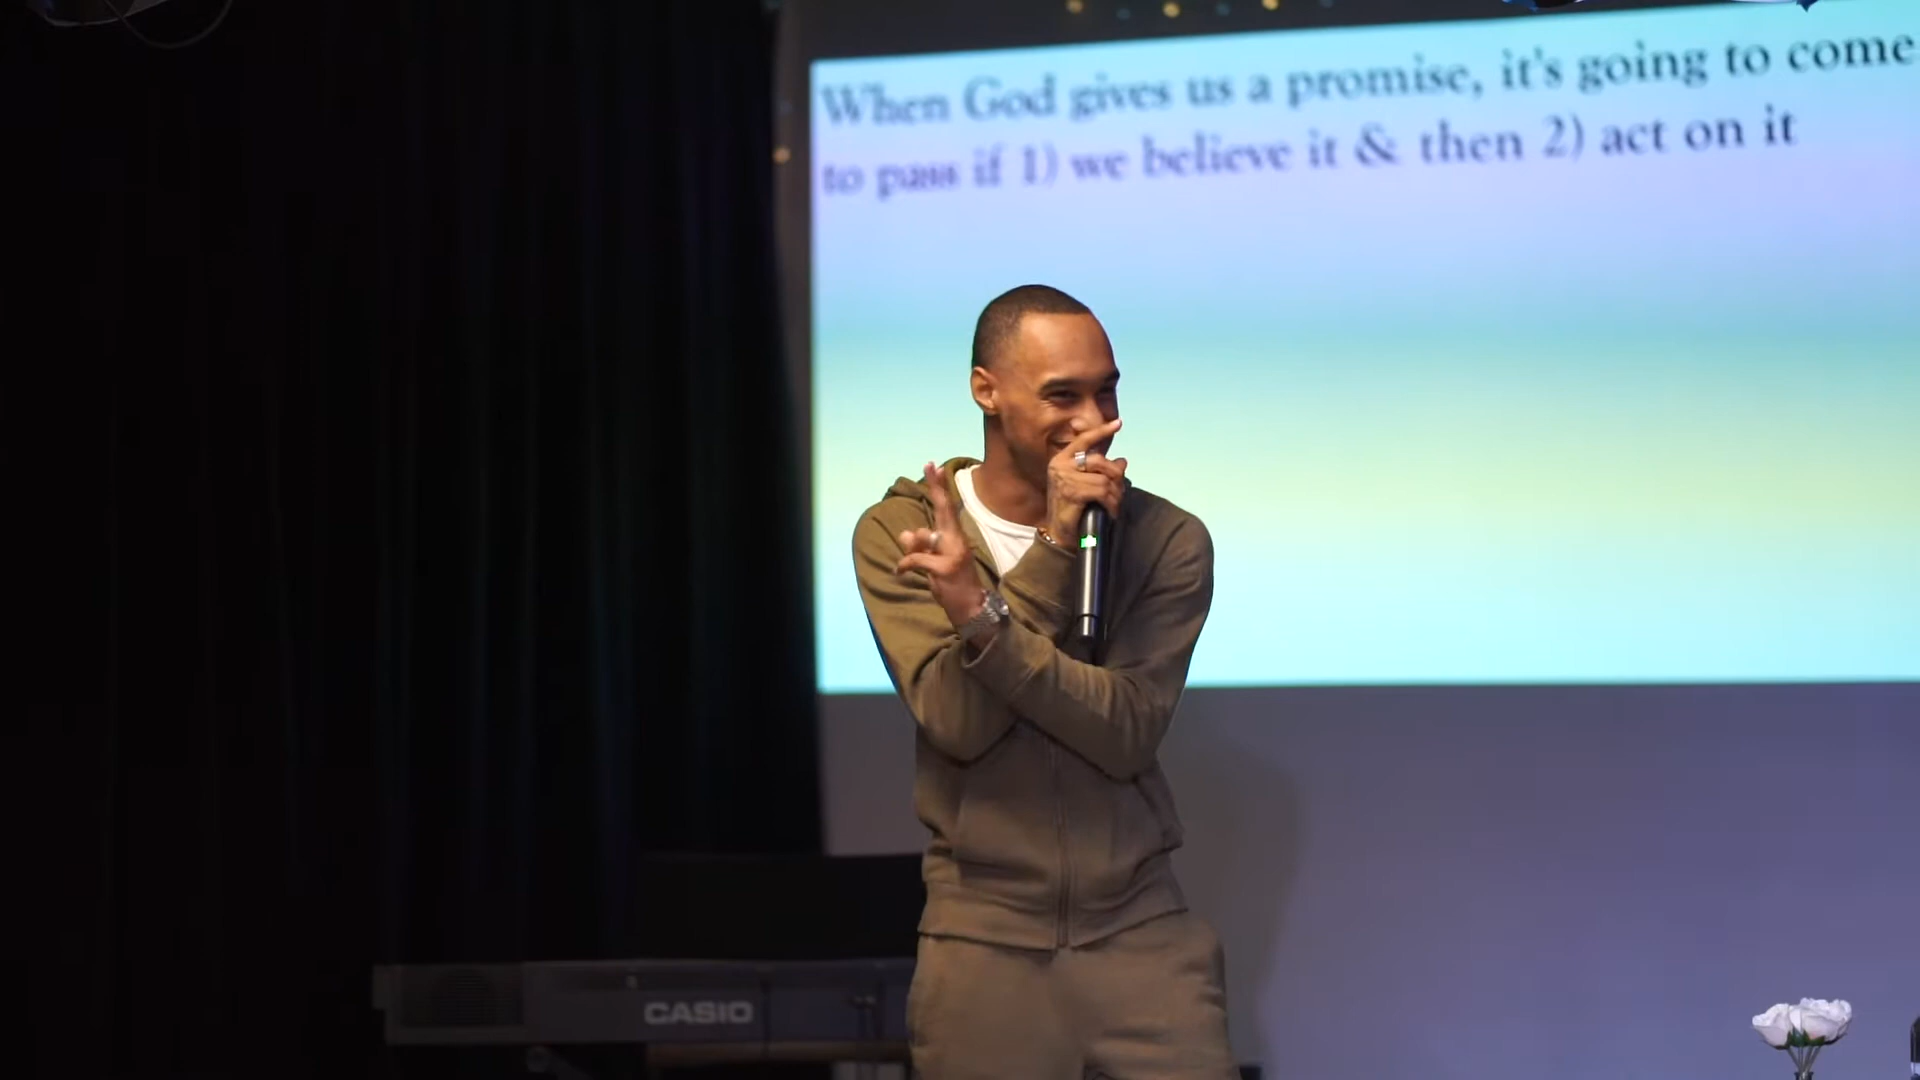 When God gives us a promise, it's going to come
to pass if 1) we believe it & then 2) act on it
CASIO